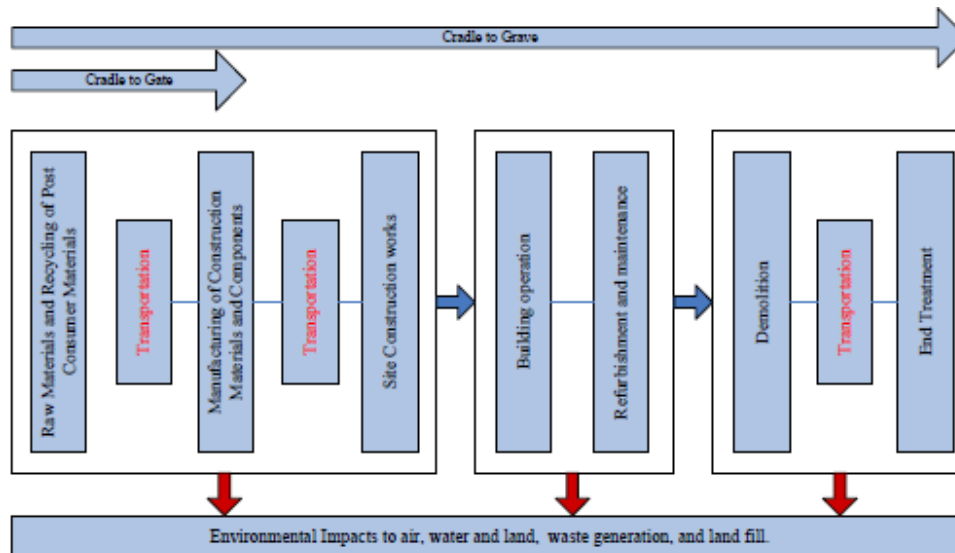 Cradle to Grave
Cradle to Gate
Raw Materials and Recycling of Post
Consumer Materials
Transportation
Manufacturing of Construction
Materials and Components
Transportation
Site Construction works
Building operation
Refurbishment and maintenance
Demolition
Transportation
End Treatment
Environmental Impacts to air, water and land, waste generation, and land fill.